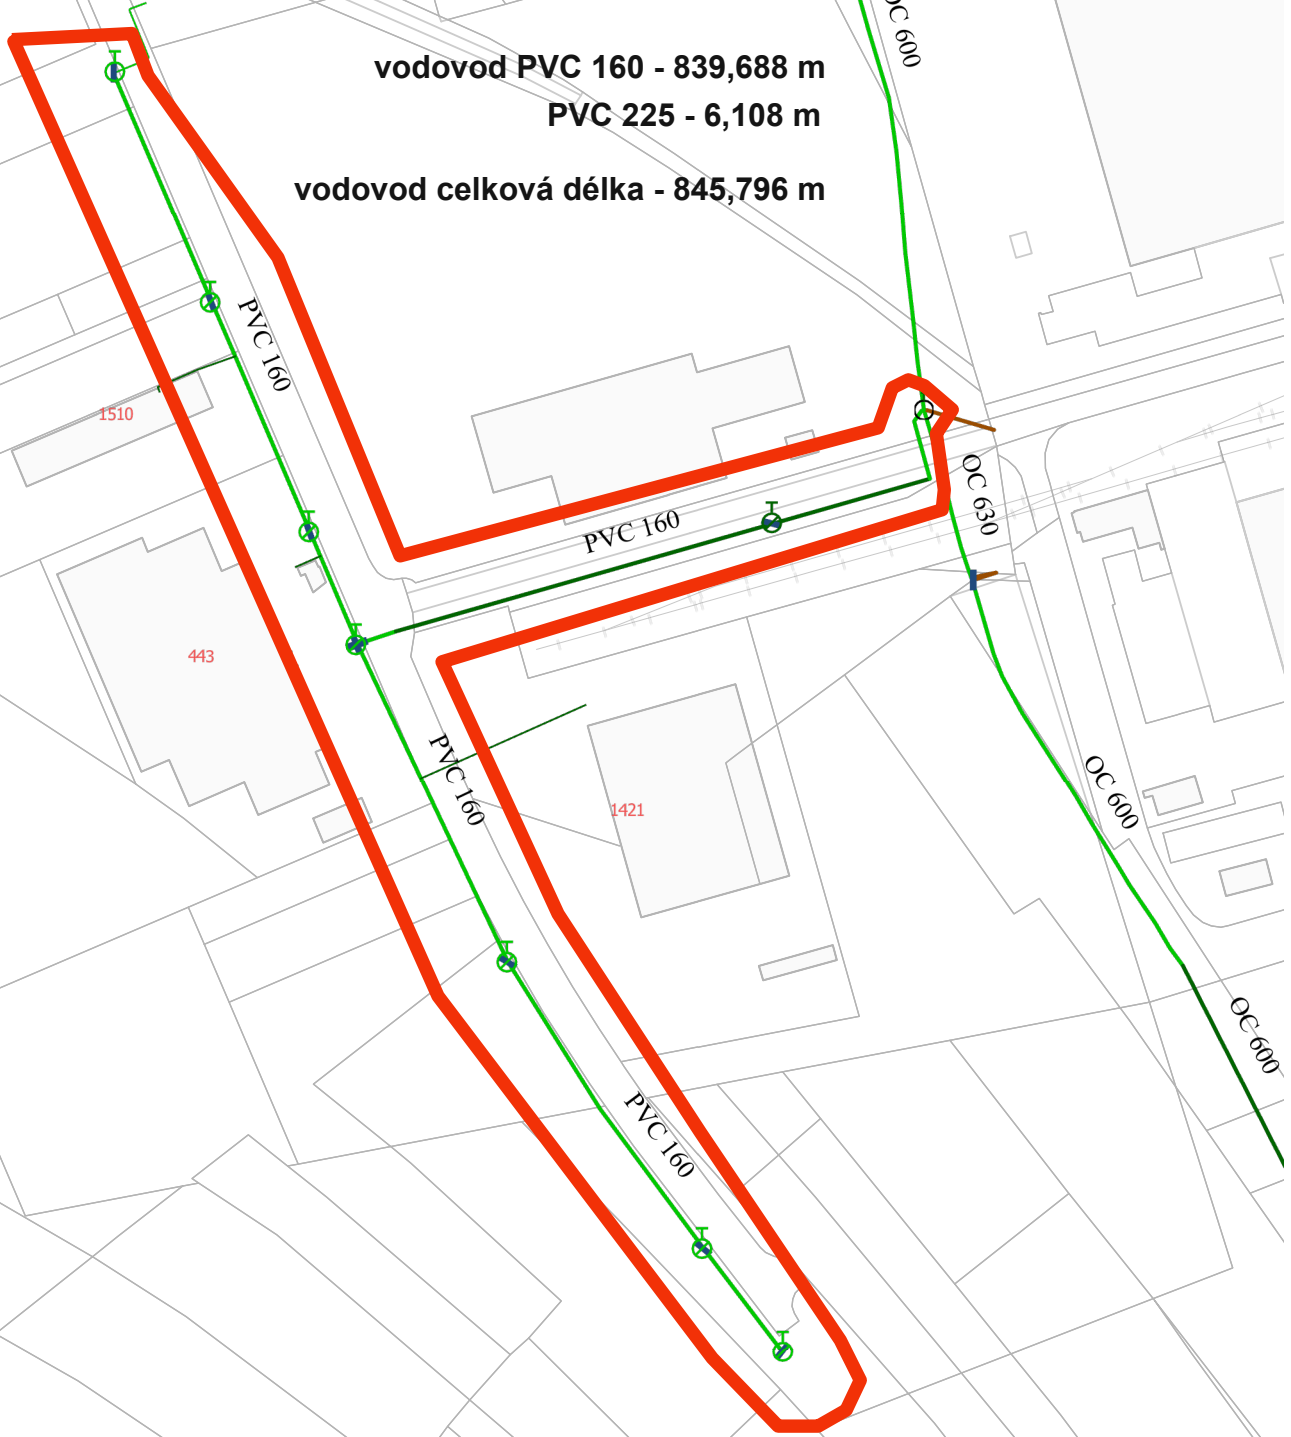 OC 600
vodovod PVC 160 - 839,688 m
PVC 225 - 6,108 m
vodovod celková délka - 845,796 m
PVC 160
1510
OC 630
PVC 160
443
PVC 160
OC 600
1421
OC 600
PVC 160